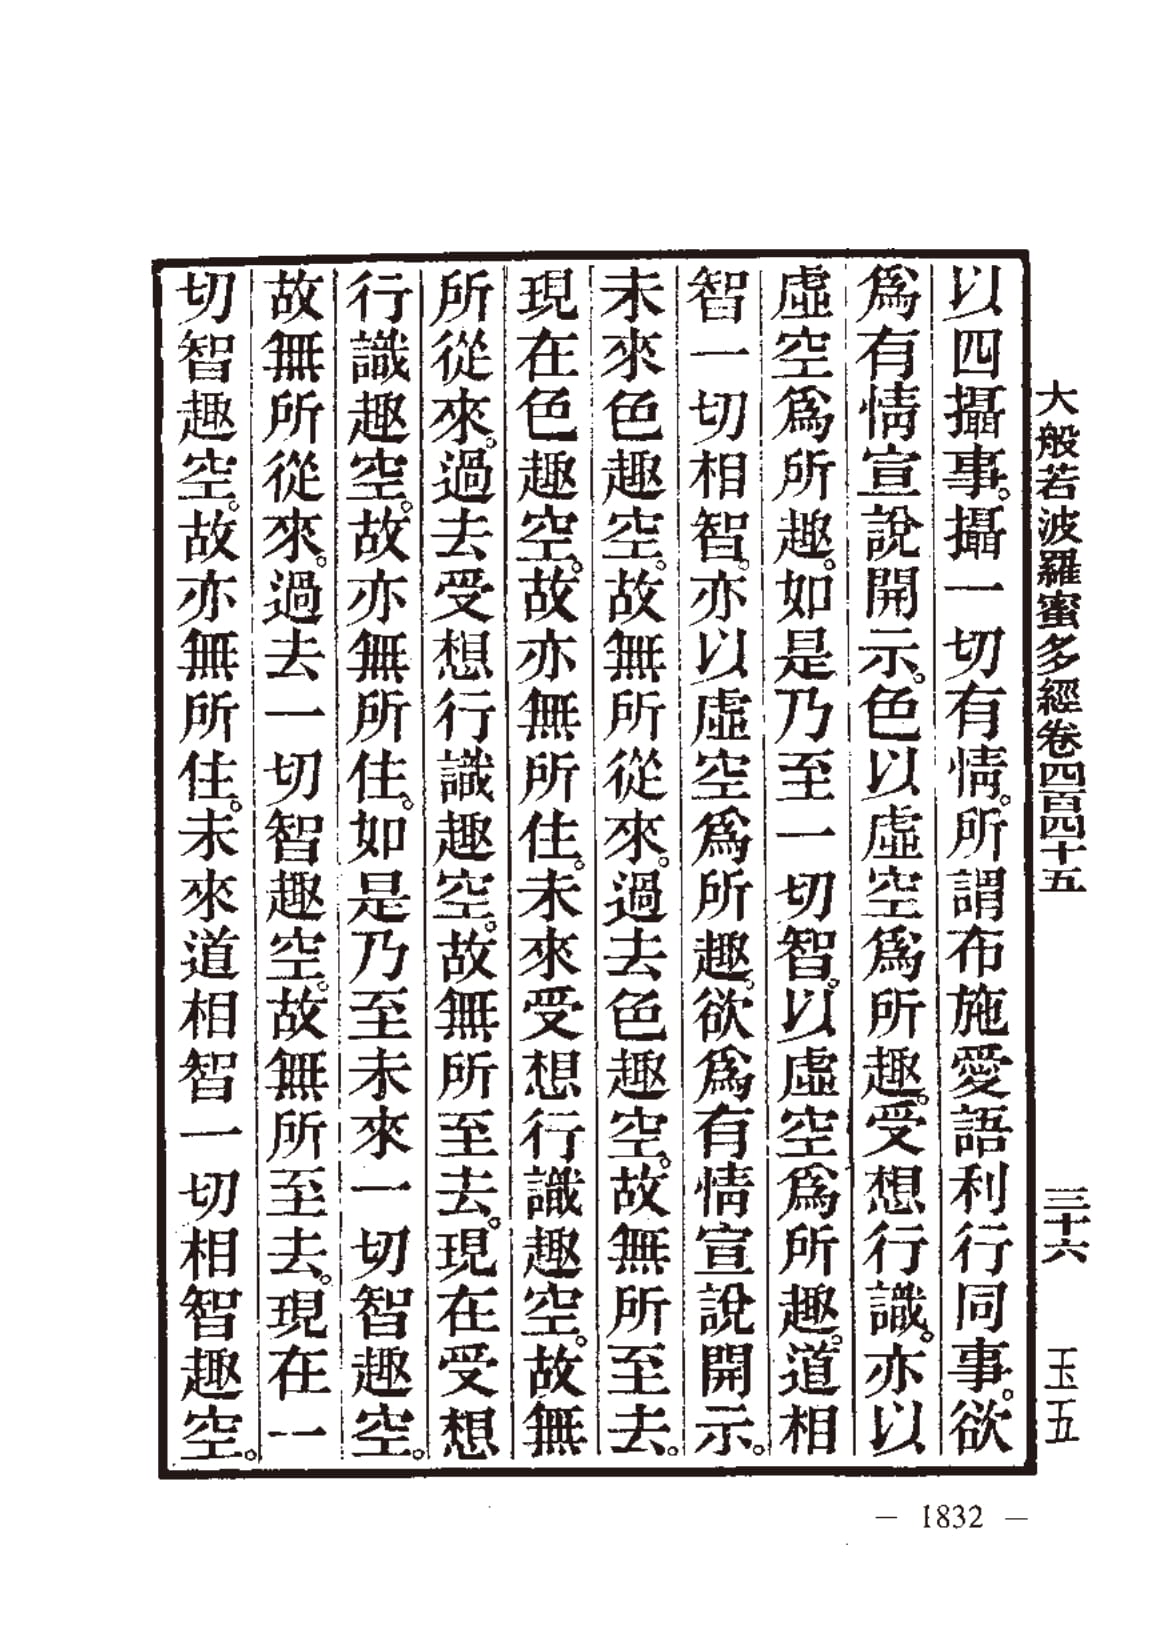 大般若波羅蜜多經卷四百四十五 三十六 玉五
以四攝事。攝一切有情。所謂布施愛語利行同事。欲
爲有情宣說開示。色以虛空爲所趣。受想行識。亦以
虛空爲所趣。如是乃至一切智。以虛空爲所趣。道相
智一切相智。亦以虛空爲所趣。欲爲有情宣說開示。
未來色趣空。故無所從來。過去色趣空。故無所至去。
現在色趣空。故亦無所住。未來受想行識趣空。故無
所從來。過去受想行識趣空。故無所至去。現在受想
行識趣空。故亦無所住。如是乃至未來一切智趣空。
故無所從來。過去一切智趣空。故無所至去。現在一
切智趣空。故亦無所住。未來道相智一切相智趣空。
— 1832 —